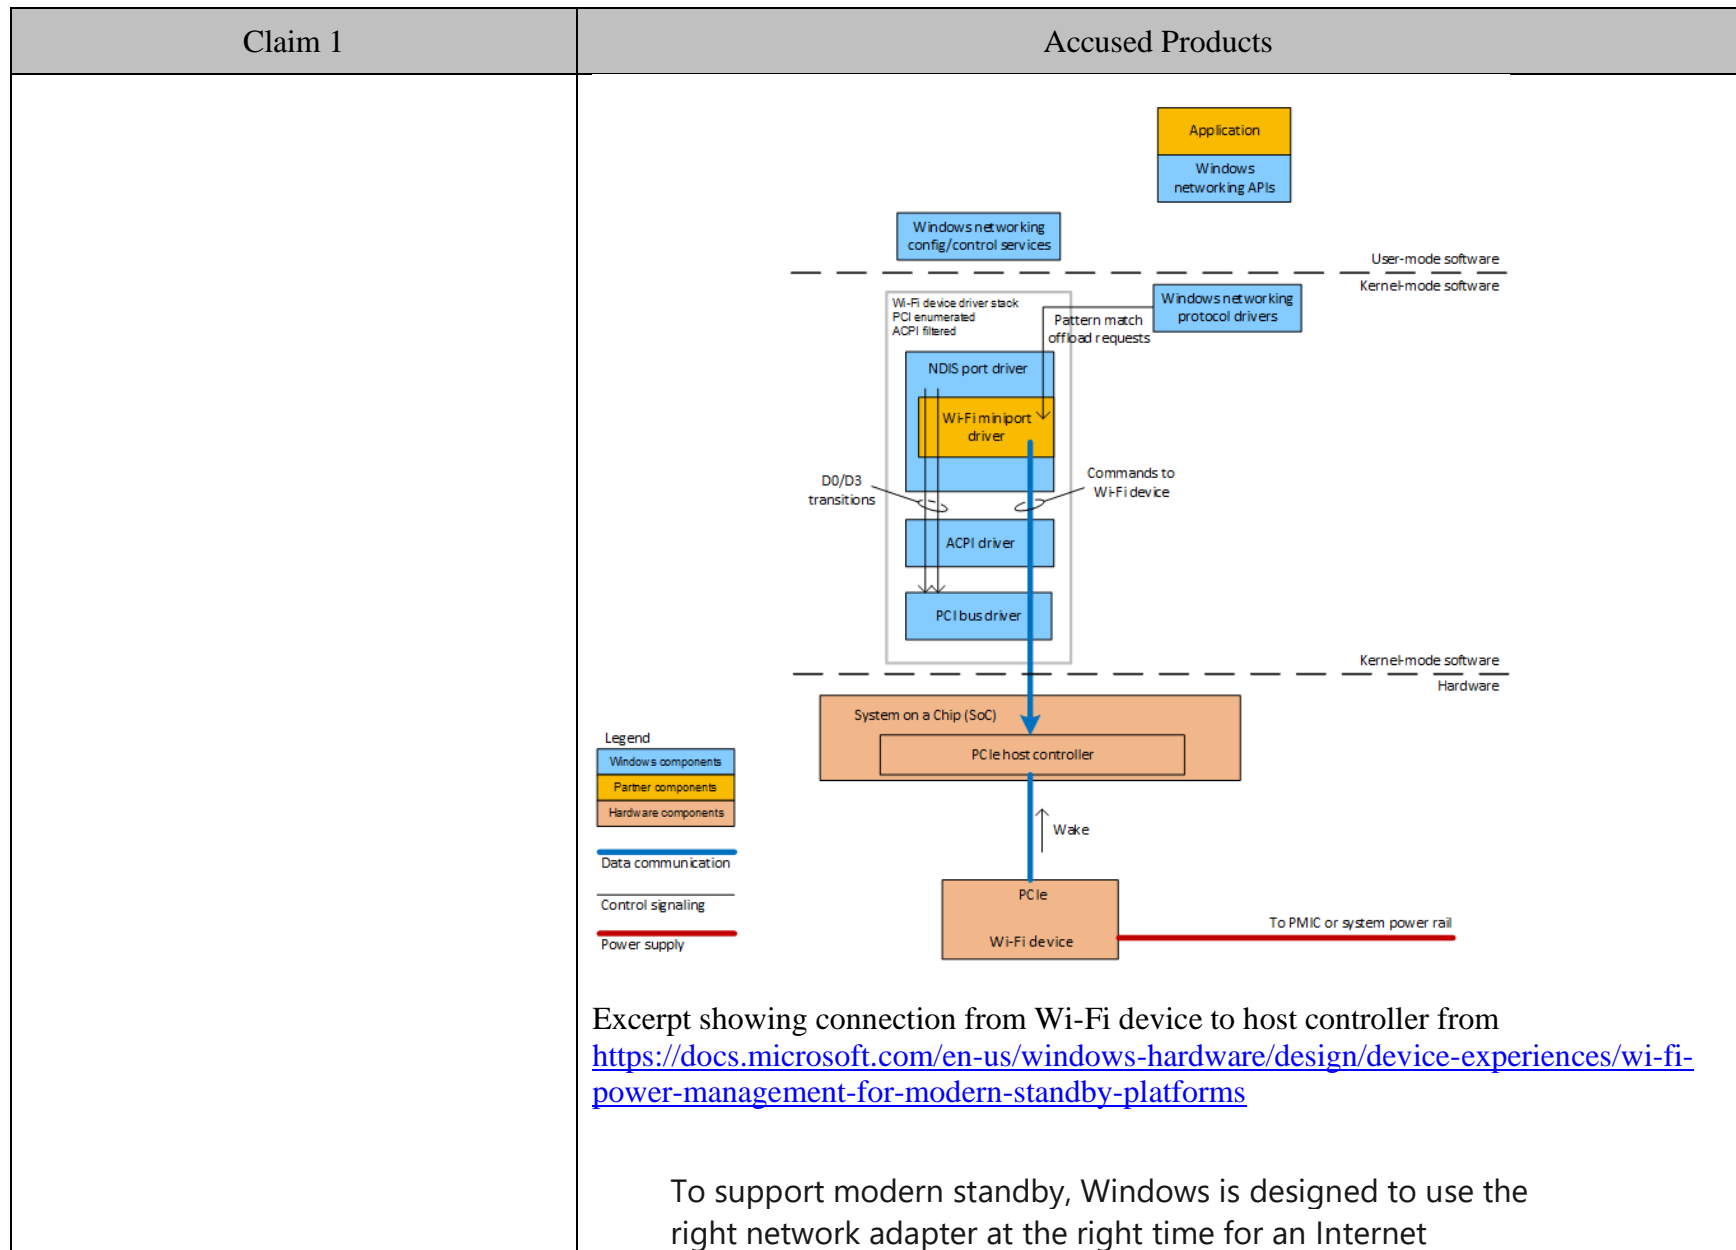 Claim 1
Accused Products
Application
Windows
networking APIs
Windows networking
config/control services
User-mode software
Kernel-mode software
Wi-Fi device driver stack
PCI enumerated
ACPI filtered
Windows networking
protocol drivers
Pattern match
offload requests
NDIS port driver
Wi-Fi miniport
driver
D0/D3
transitions
Commands to
Wi-Fi device
ACPI driver
PCI bus driver
Kernel-mode software
Hardware
System on a Chip (SoC)
PCIe host controller
Legend
Windows components
Partner components
Hardware components
Data communication
Control signaling
Power supply
Wake
PCIe
Wi-Fi device
To PMIC or system power rail
Excerpt showing connection from Wi-Fi device to host controller from
https://docs.microsoft.com/en-us/windows-hardware/design/device-experiences/wi-fi-
power-management-for-modern-standby-platforms
To support modern standby, Windows is designed to use the
right network adapter at the right time for an Internet